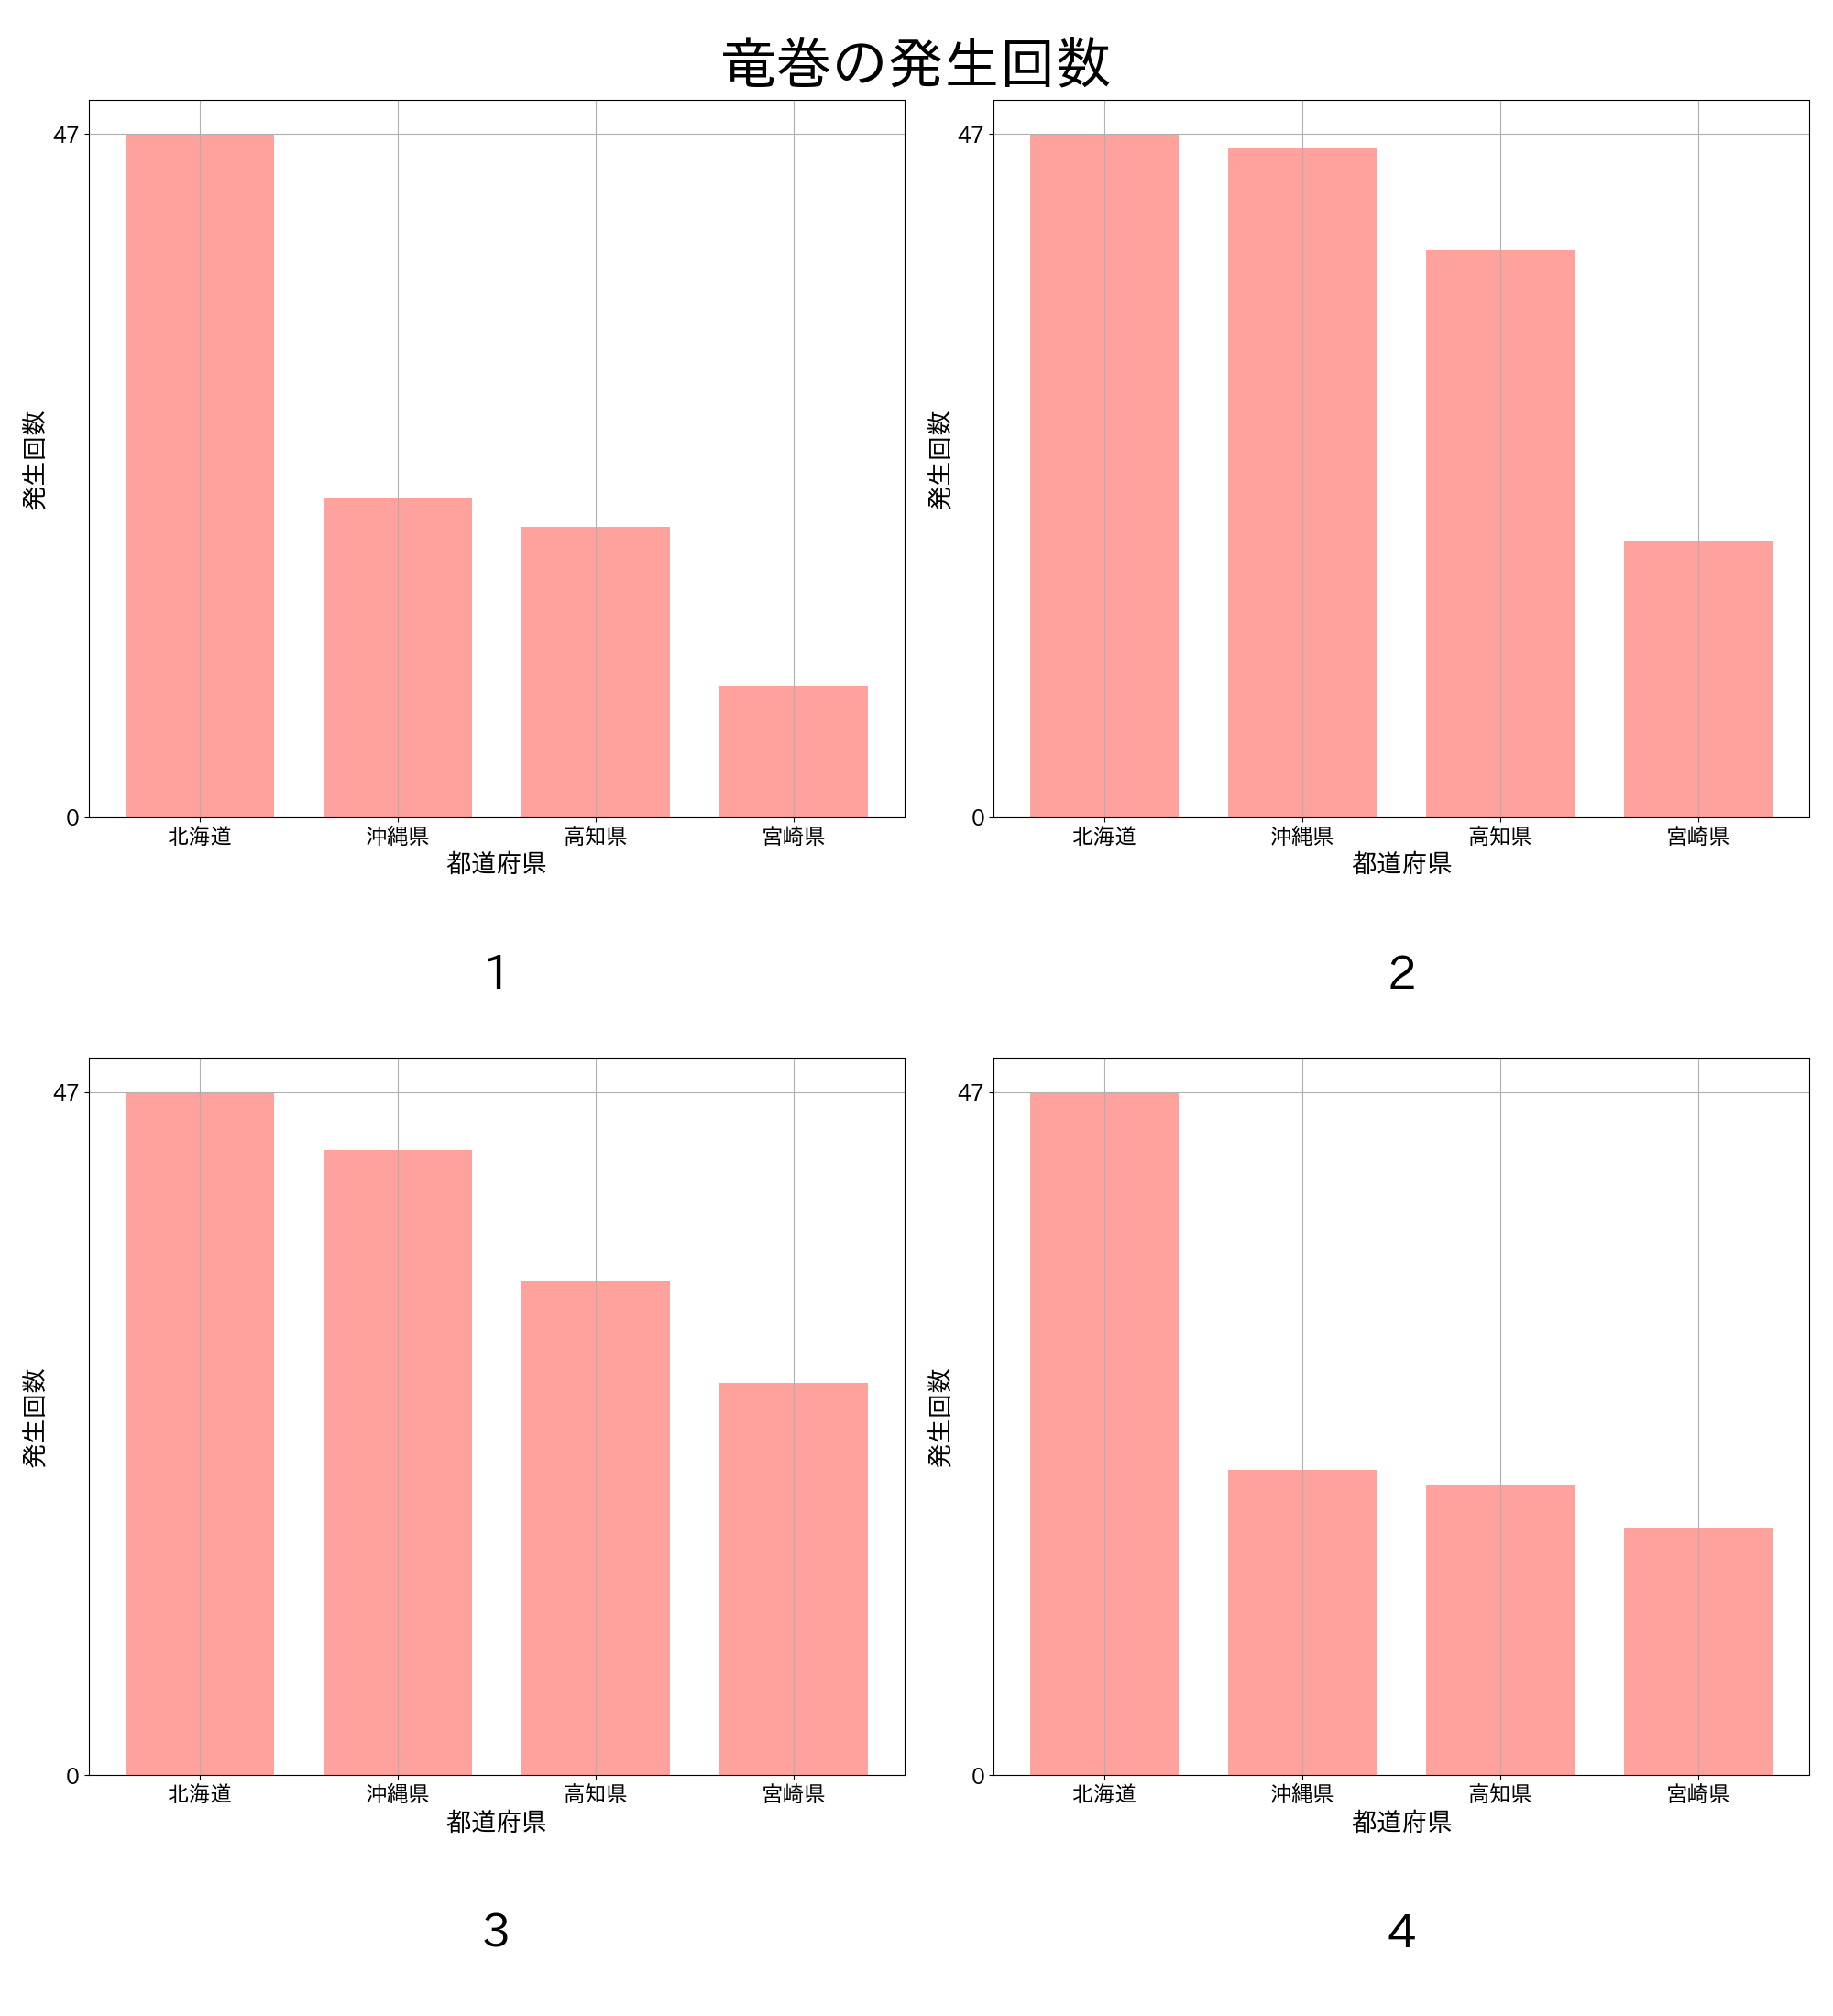 竜巻の発生回数
47
0
発生回数
北海道 沖縄県 高知県 宮崎県
都道府県
1
47
0
発生回数
北海道 沖縄県 高知県 宮崎県
都道府県
2
47
0
発生回数
北海道 沖縄県 高知県 宮崎県
都道府県
3
47
0
発生回数
北海道 沖縄県 高知県 宮崎県
都道府県
4